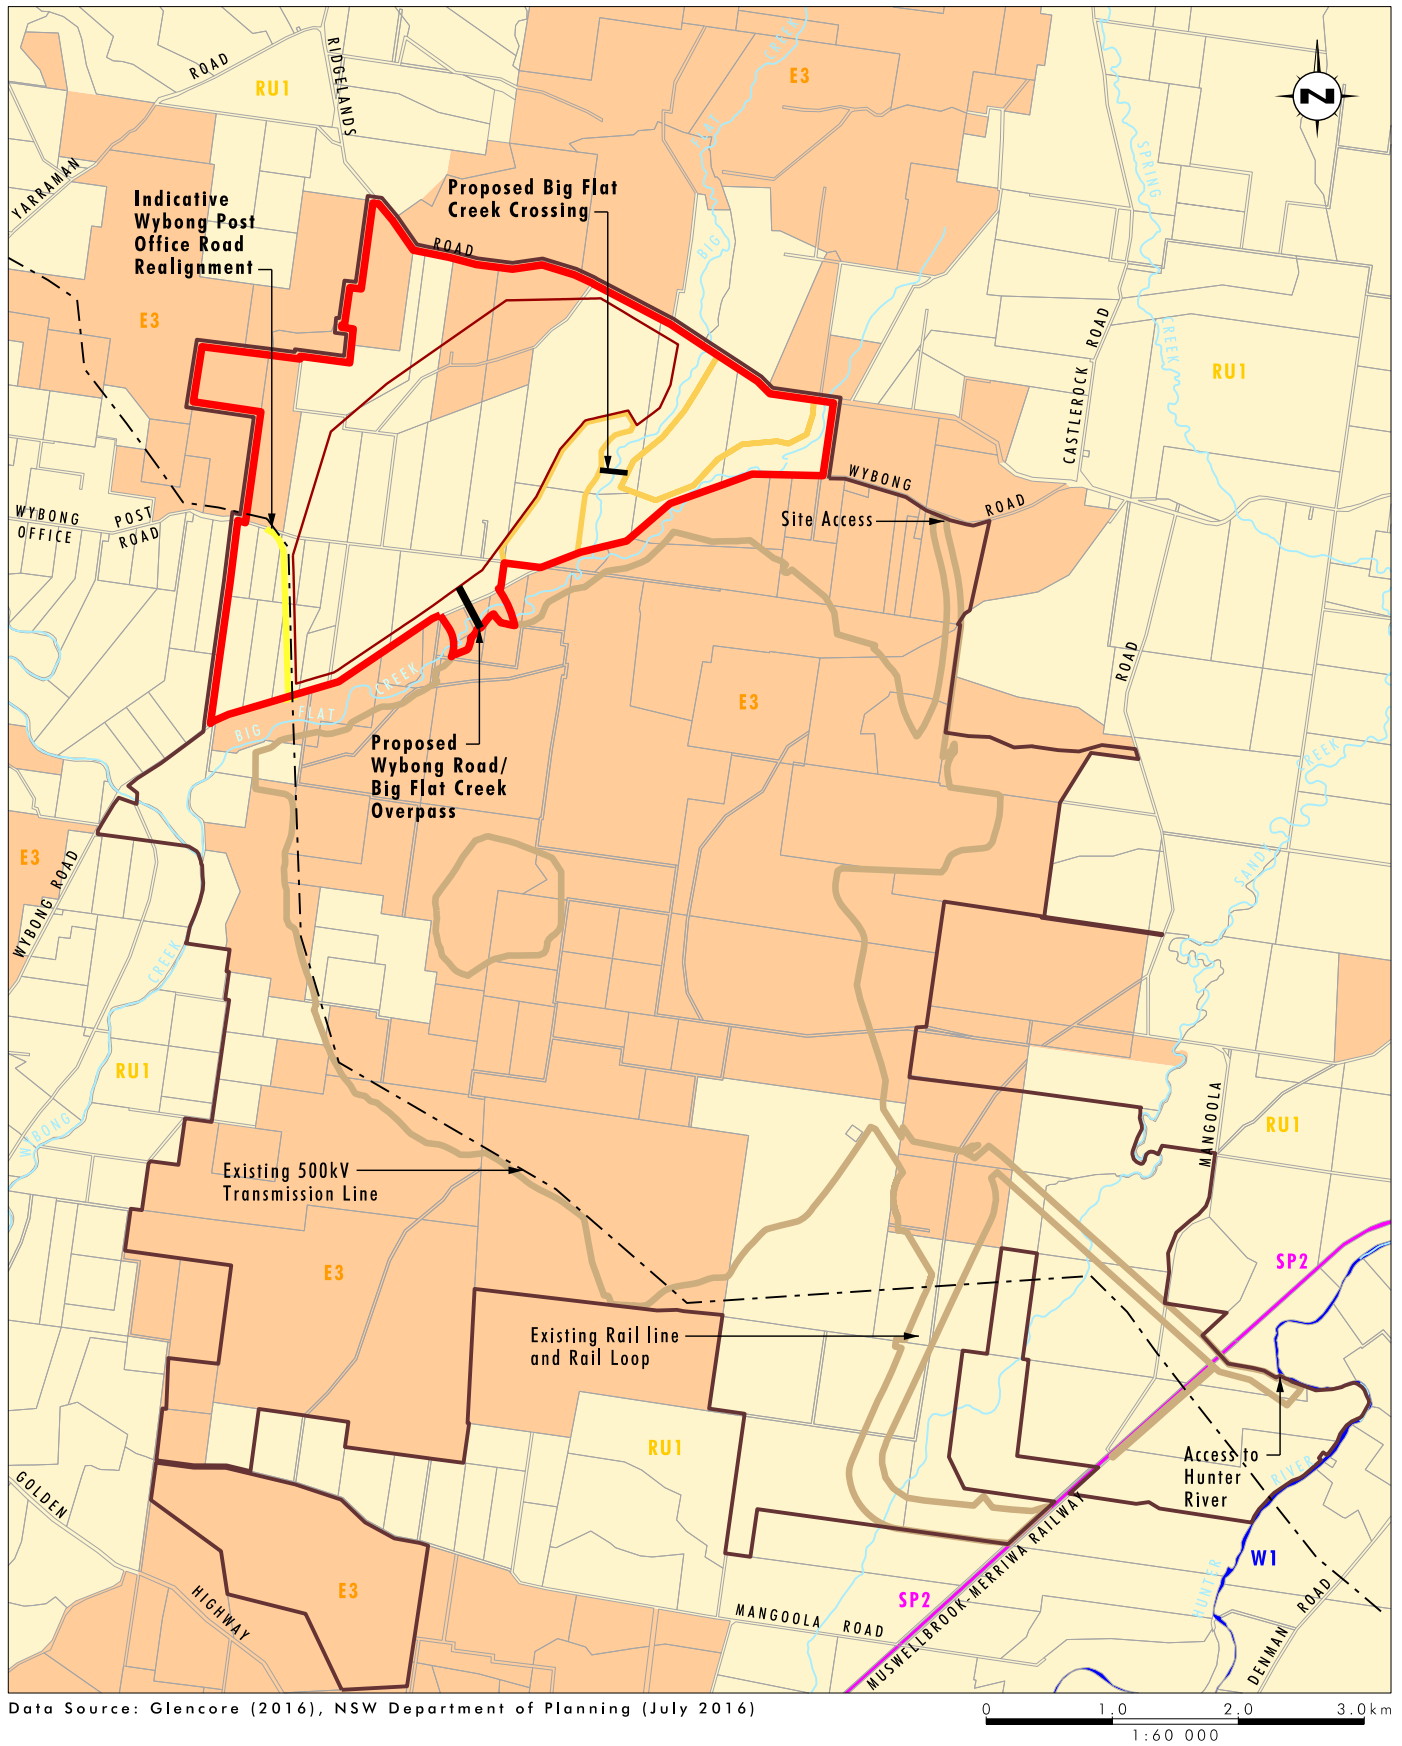 E3
CREEK
FLAT
BIG
ROAD
RU1
RIDGELANDS
N
YARRAMAN
Indicative
Wybong Post
Office Road
Realignment
Proposed Big Flat
Creek Crossing
ROAD
SPRING
CREEK
E3
CASTLEROCK ROAD
RU1
WYBONG POST
OFFICE ROAD
WYBONG
ROAD
Site Access
ROAD
E3
BIG FLAT CREEK
Proposed
Wybong Road/
Big Flat Creek
Overpass
SANDY CREEK
E3
WYBONG ROAD
CREEK
RU1
WYBONG
MANGOOLA
RU1
Existing 500kV
Transmission Line
E3
SP2
Existing Rail line
and Rail Loop
RU1
Access to
Hunter
River
RIVER
GOLDEN
HIGHWAY
E3
W1
HUNTER
SP2
MUSWELLBROOK-MERRIWA RAILWAY
MANGOOLA ROAD
DENMAN ROAD
Data Source: Glencore (2016), NSW Department of Planning (July 2016)
0 1.0 2.0 3.0km
1:60 000